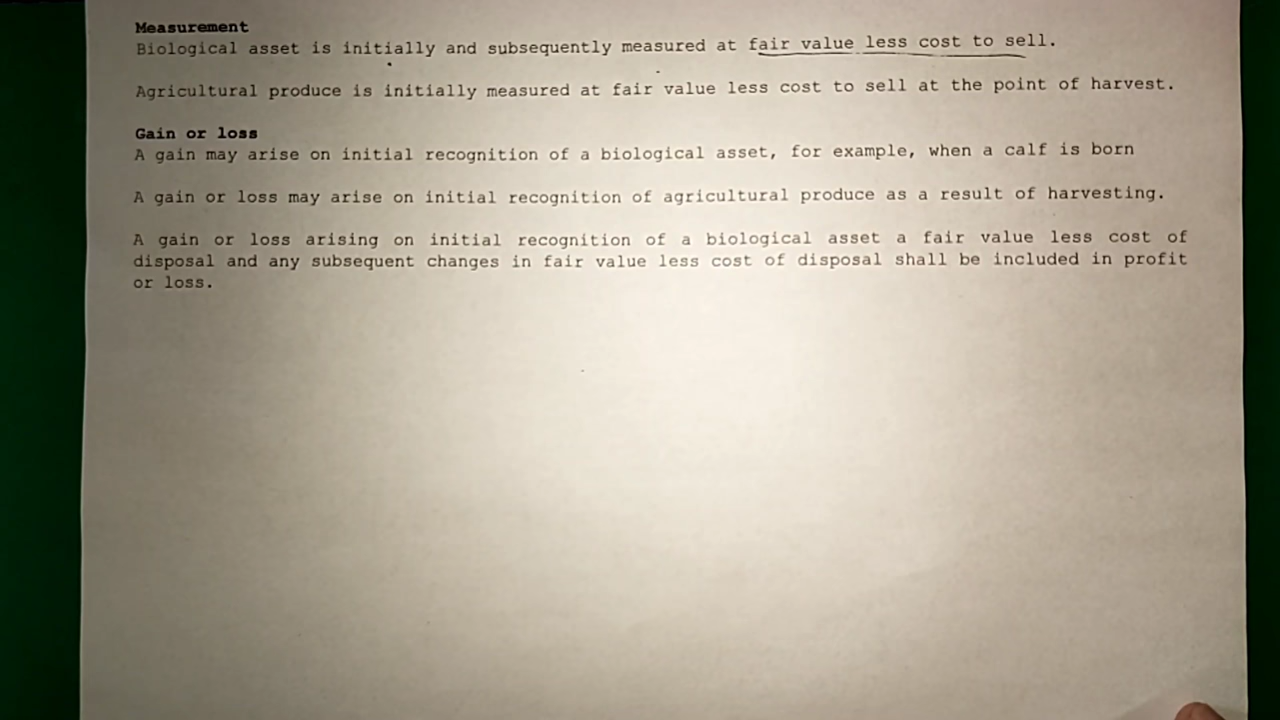 Measurement
Biological asset is initially and subsequently measured at fair value less cost to sell.
Agricultural produce is initially measured at fair value less cost to sell at the point of harvest.
Gain or loss
A gain may arise on initial recognition of a biological asset, for example, when a calf is born
A gain or loss may arise on initial recognition of agricultural produce as a result of harvesting.
A gain or loss arising on initial recognition of a biological asset a fair value less cost of
disposal and any subsequent changes in fair value less cost of disposal shall be included in profit
or loss.